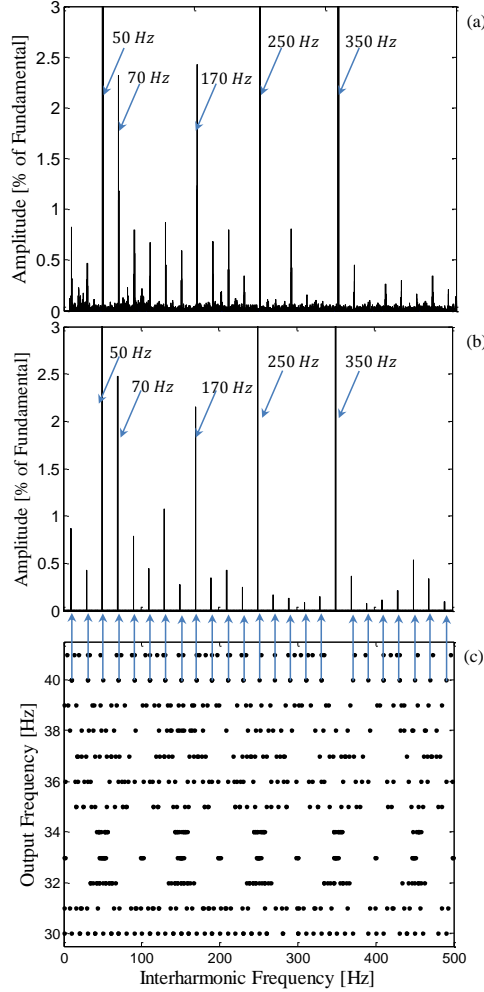 (a)
3
2.5
2
1.5
1
0.5
0
Amplitude [% of Fundamental]
50 Hz
70 Hz
170 Hz
250 Hz
350 Hz
(b)
3
2.5
2
1.5
1
0.5
0
Amplitude [% of Fundamental]
50 Hz
70 Hz
170 Hz
250 Hz
350 Hz
(c)
40
38
36
34
32
30
Output Frequency [Hz]
0 100 200 300 400 500
Interharmonic Frequency [Hz]